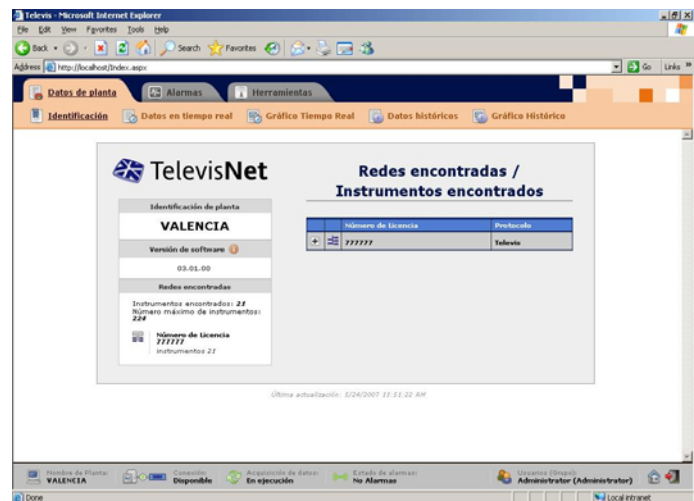 Televis - Microsoft Internet Explorer
File Edit View Favorites Tools Help
Back Search Favorites
Address http://localhost/Index.aspx Go Links »
Datos de planta Alarmas Herramientas
Identificación Datos en tiempo real Gráfico Tiempo Real Datos históricos Gráfico Histórico
TelevisNet
Identificación de planta
VALENCIA
Versión de software
03.01.00
Redes encontradas
Instrumentos encontrados: 21
Número máximo de instrumentos:
224
Número de Licencia
777777
instrumentos 21
Redes encontradas /
Instrumentos encontrados
Número de Licencia Protocolo
777777 Televis
Última actualización: 5/24/2007 11:51:22 AM
Nombre de Planta: Conexión: Adquisición de datos: Estado de alarmas: Usuarios (Grupo):
VALENCIA Disponible En ejecución No Alarmas Administrator (Administrator)
Done Local intranet